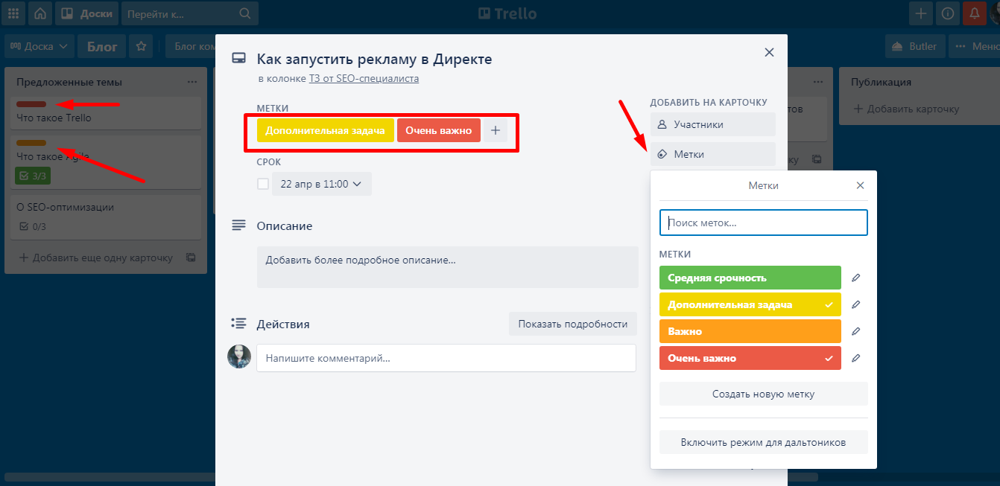 Доски
Перейти к...
Trello
Доска
Блог
Блог ком
Butler
Меню
Предложенные темы
Что такое Trello
Что такое Agile
3/3
О SEO-оптимизации
0/3
Добавить еще одну карточку
Как запустить рекламу в Директе
в колонке ТЗ от SEO-специалиста
МЕТКИ
Дополнительная задача
Очень важно
СРОК
22 апр в 11:00
Описание
Добавить более подробное описание…
Действия
Показать подробности
Напишите комментарий…
ДОБАВИТЬ НА КАРТОЧКУ
Участники
Метки
Метки
Поиск меток…
МЕТКИ
Средняя срочность
Дополнительная задача
Важно
Очень важно
Создать новую метку
Включить режим для дальтоников
Публикация
Добавить карточку